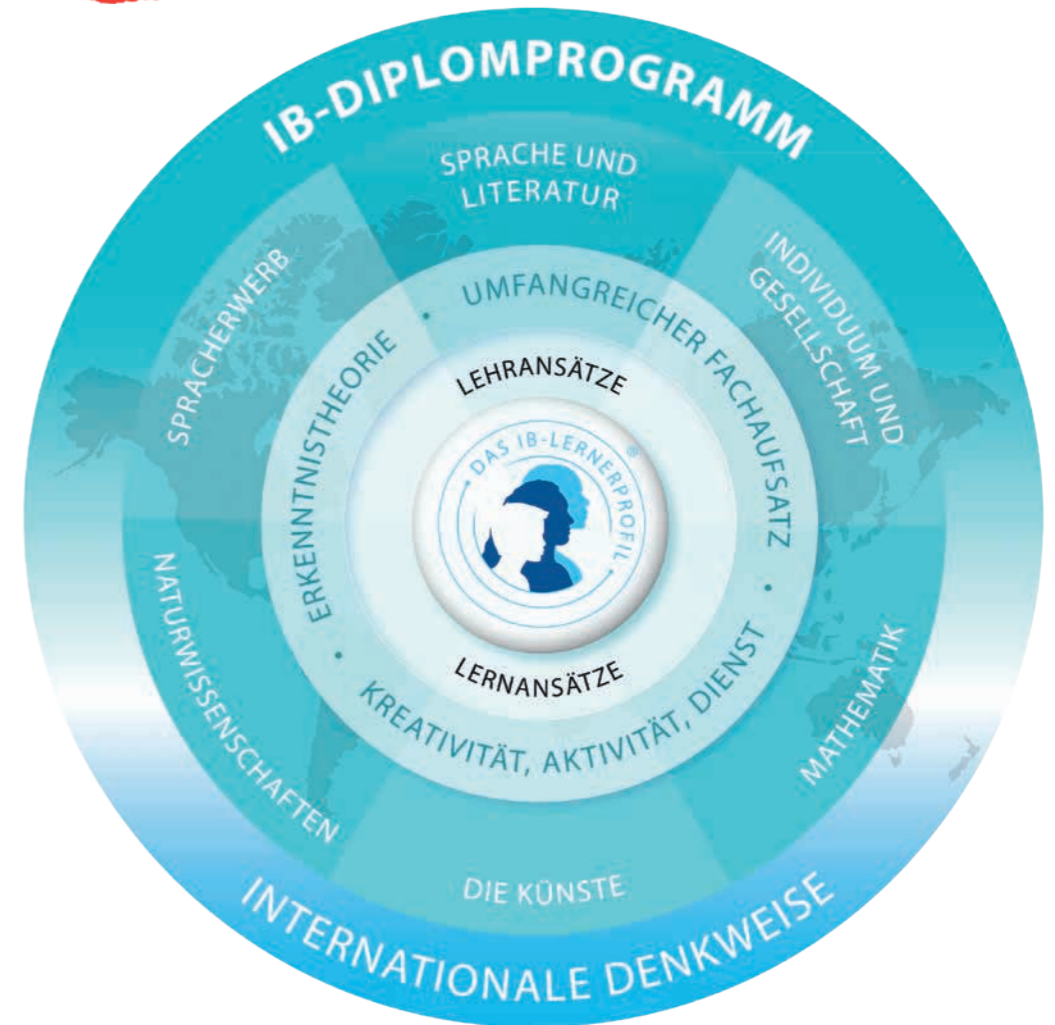 IB-DIPLOMPROGRAMM
SPRACHE UND
LITERATUR
SPRACHERWERB
INDIVIDUUM UND
GESELLSCHAFT
NATURWISSENSCHAFTEN
MATHEMATIK
DIE KÜNSTE
ERKENNTNISTHEORIE • UMFANGREICHER FACHAUFSATZ •
KREATIVITÄT, AKTIVITÄT, DIENST •
LEHRANSÄTZE
• DAS IB-LERNERPROFIL • ®
LERNANSÄTZE
INTERNATIONALE DENKWEISE